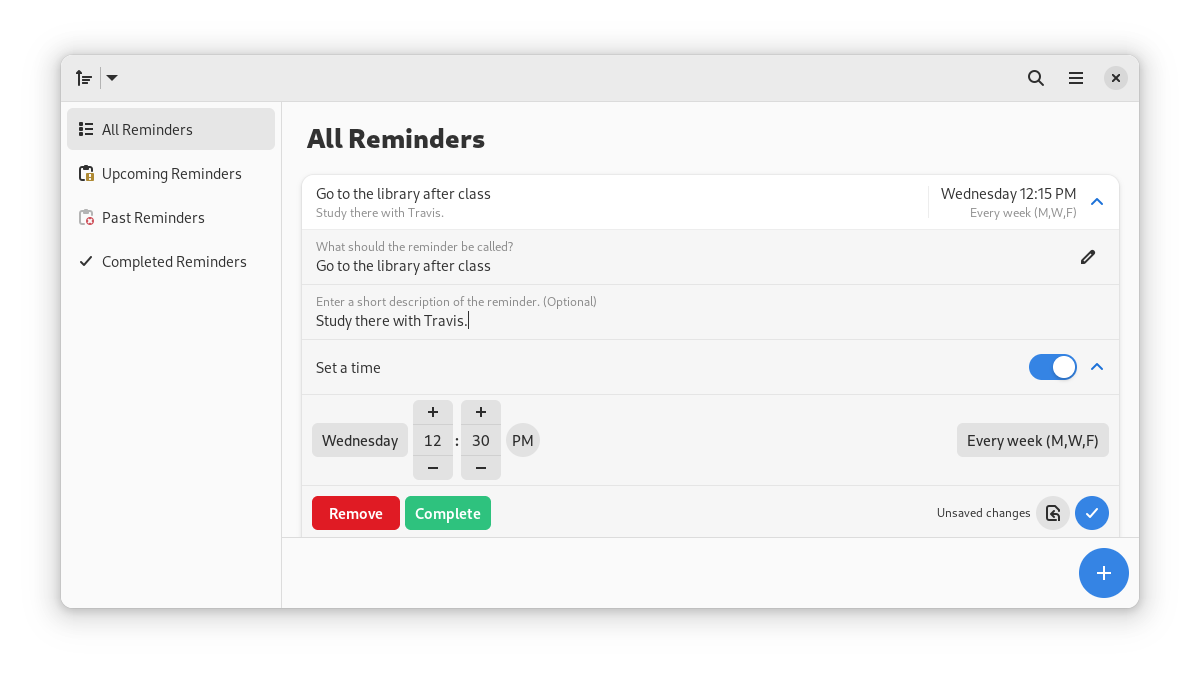 All Reminders
Upcoming Reminders
Past Reminders
Completed Reminders
All Reminders
Go to the library after class
Study there with Travis.
Wednesday 12:15 PM
Every week (M,W,F)
What should the reminder be called?
Go to the library after class
Enter a short description of the reminder. (Optional)
Study there with Travis.
Set a time
Wednesday 12 : 30 PM
Every week (M,W,F)
Remove Complete
Unsaved changes